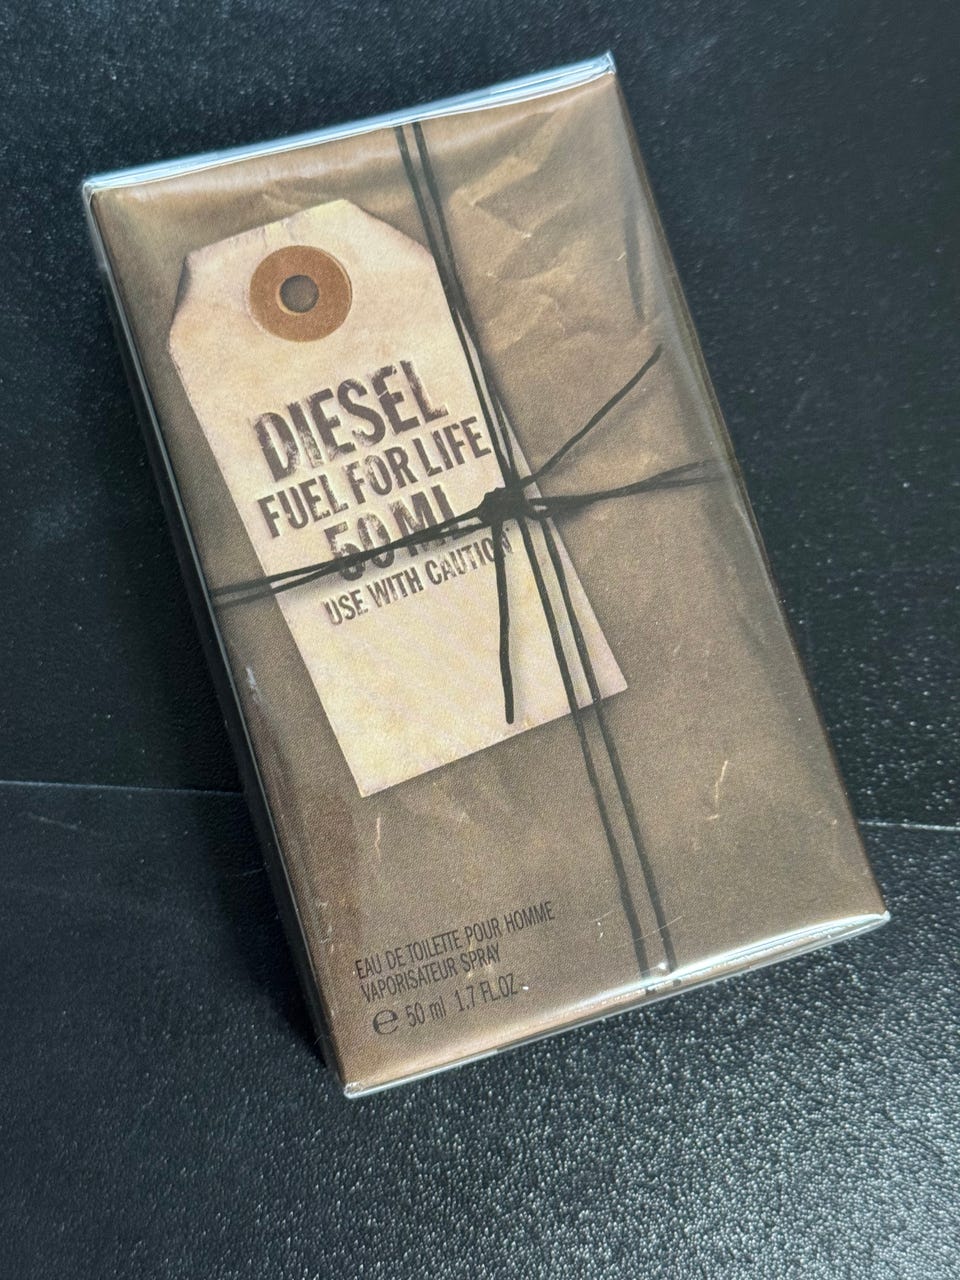 DIESEL
FUEL FOR LIFE
50 ML
USE WITH CAUTION
EAU DE TOILETTE POUR HOMME
VAPORISATEUR SPRAY
℮ 50 ml 1.7 FL.OZ.